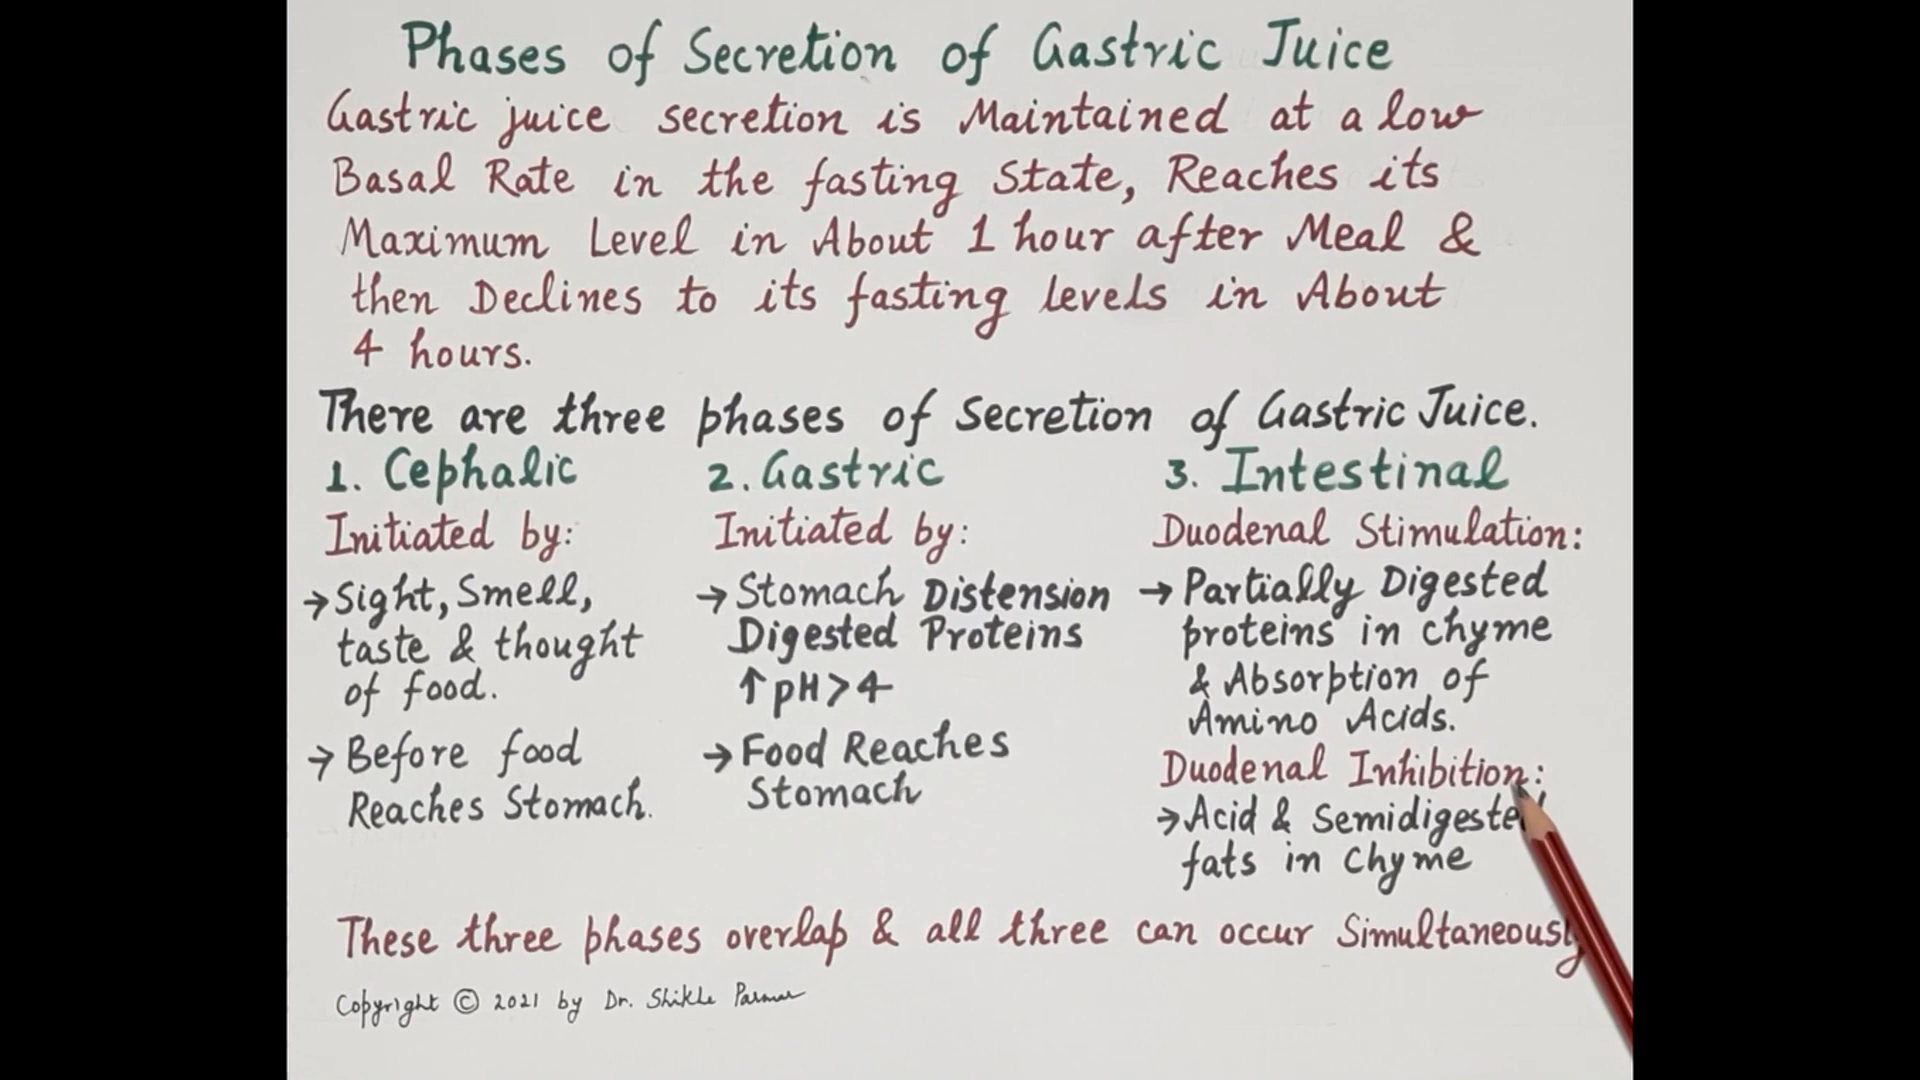 Phases of Secretion of Gastric Juice
Gastric juice secretion is Maintained at a low
Basal Rate in the fasting State, Reaches its
Maximum Level in About 1 hour after Meal &
then Declines to its fasting levels in About
4 hours.
There are three phases of Secretion of Gastric Juice.
1. Cephalic
Initiated by:
→ Sight, Smell,
taste & thought
of food.
→ Before food
Reaches Stomach.
2. Gastric
Initiated by:
→ Stomach Distension
Digested Proteins
↑ pH > 4
→ Food Reaches
Stomach
3. Intestinal
Duodenal Stimulation:
→ Partially Digested
proteins in chyme
& Absorption of
Amino Acids.
Duodenal Inhibition:
→ Acid & Semidigested
fats in Chyme
These three phases overlap & all three can occur Simultaneously
Copyright © 2021 by Dr. Shikha Parmar